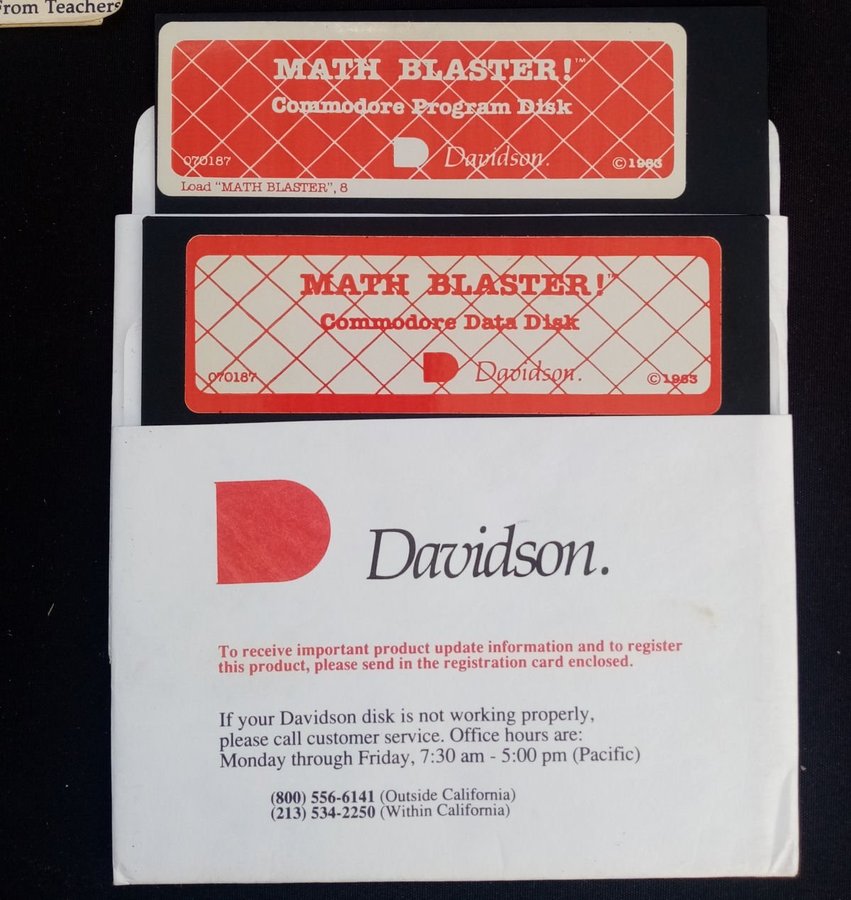 From Teachers
MATH BLASTER!™
Commodore Program Disk
Davidson.
070187
©1983
Load "MATH BLASTER", 8
MATH BLASTER!™
Commodore Data Disk
Davidson.
070187
©1983
Davidson.
To receive important product update information and to register
this product, please send in the registration card enclosed.
If your Davidson disk is not working properly,
please call customer service. Office hours are:
Monday through Friday, 7:30 am - 5:00 pm (Pacific)
(800) 556-6141 (Outside California)
(213) 534-2250 (Within California)